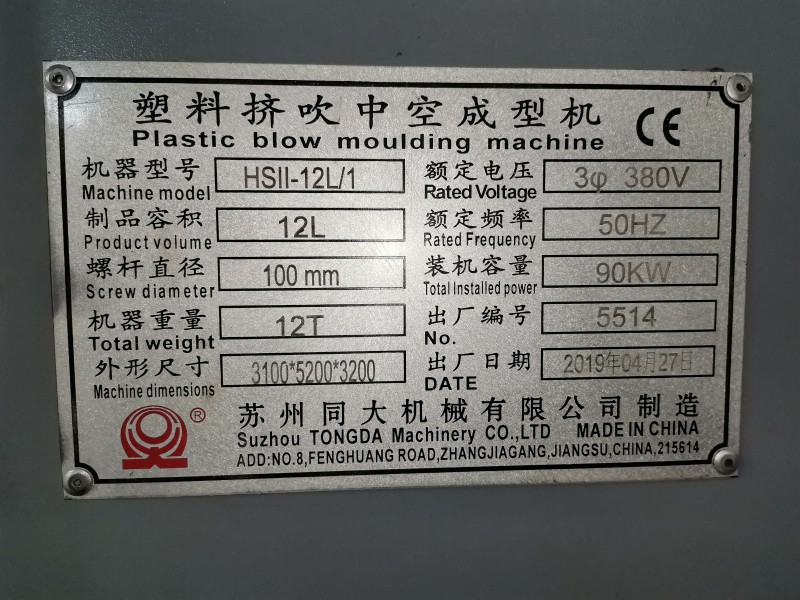 塑料挤吹中空成型机
Plastic blow moulding machine
CE
机器型号 HSII-12L/1
Machine model
额定电压 3φ 380V
Rated Voltage
制品容积 12L
Product volume
额定频率 50HZ
Rated Frequency
螺杆直径 100 mm
Screw diameter
装机容量 90KW
Total Installed power
机器重量 12T
Total weight
出厂编号 5514
No.
外形尺寸 3100*5200*3200
Machine dimensions
出厂日期 2019年04月27日
DATE
®
苏州同大机械有限公司制造
Suzhou TONGDA Machinery CO.,LTD MADE IN CHINA
ADD:NO.8,FENGHUANG ROAD,ZHANGJIAGANG,JIANGSU,CHINA,215614